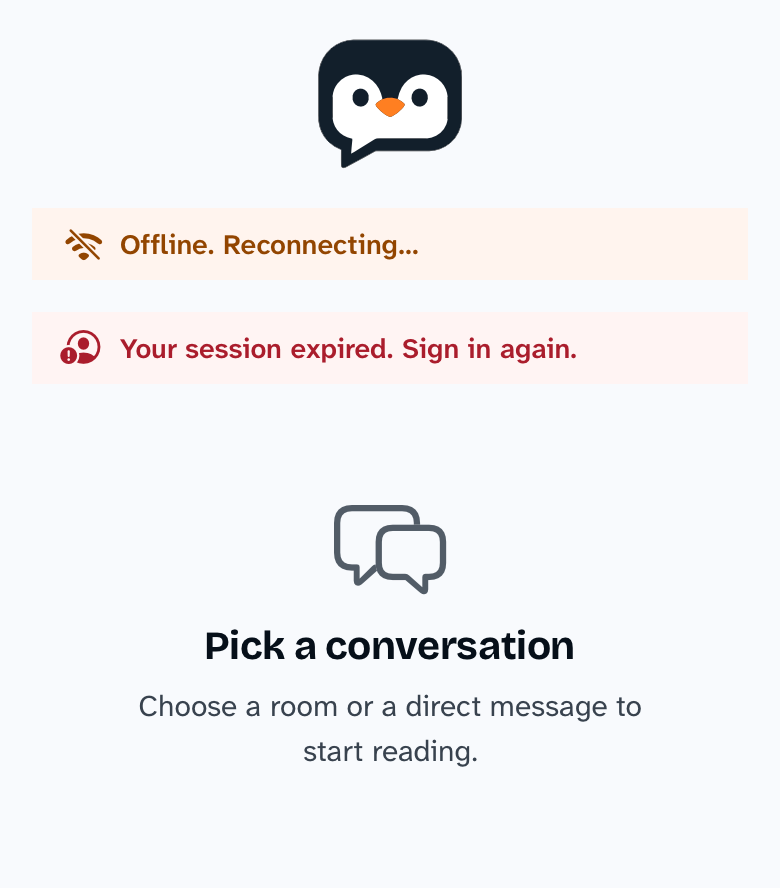 Offline. Reconnecting...
Your session expired. Sign in again.
Pick a conversation
Choose a room or a direct message to
start reading.